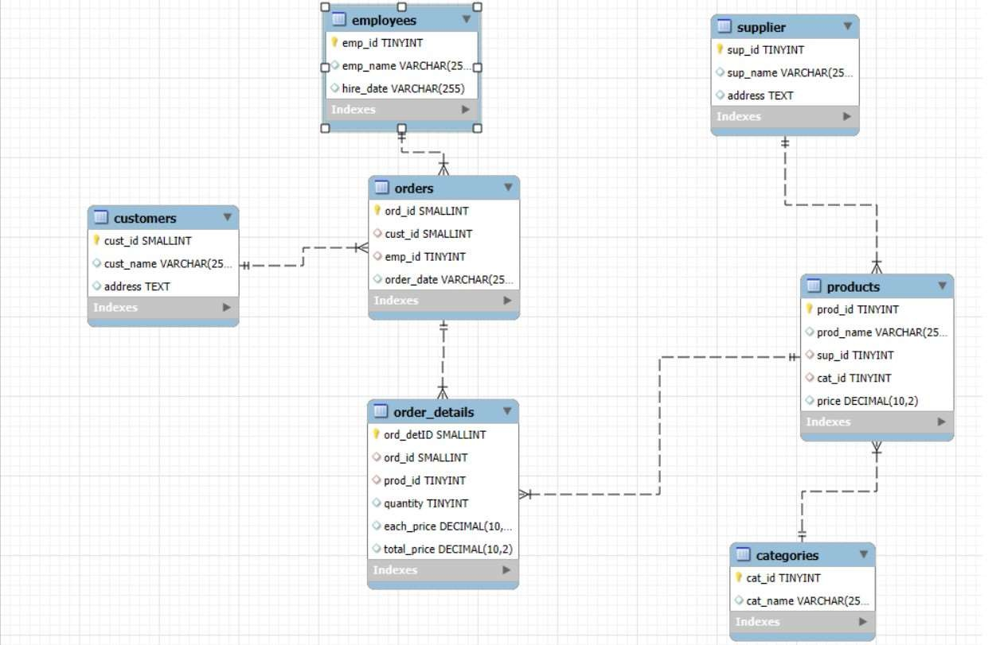 employees
emp_id TINYINT
emp_name VARCHAR(25...
hire_date VARCHAR(255)
Indexes
supplier
sup_id TINYINT
sup_name VARCHAR(25...
address TEXT
Indexes
customers
cust_id SMALLINT
cust_name VARCHAR(25...
address TEXT
Indexes
orders
ord_id SMALLINT
cust_id SMALLINT
emp_id TINYINT
order_date VARCHAR(25...
Indexes
products
prod_id TINYINT
prod_name VARCHAR(25...
sup_id TINYINT
cat_id TINYINT
price DECIMAL(10,2)
Indexes
order_details
ord_detID SMALLINT
ord_id SMALLINT
prod_id TINYINT
quantity TINYINT
each_price DECIMAL(10,...
total_price DECIMAL(10,2)
Indexes
categories
cat_id TINYINT
cat_name VARCHAR(25...
Indexes